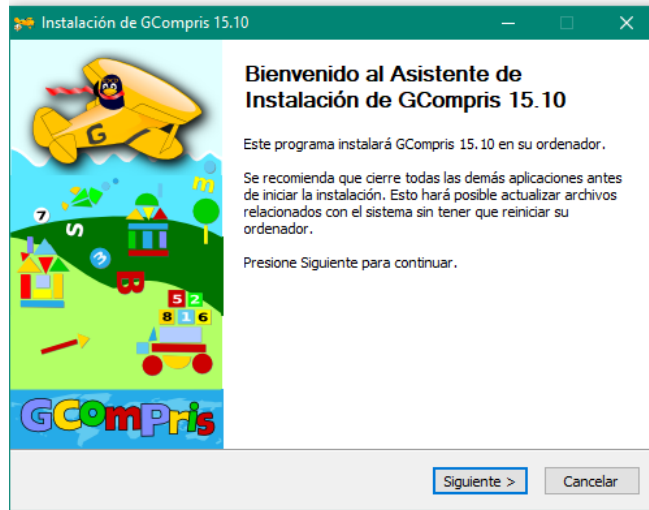 Instalación de GCompris 15.10
Bienvenido al Asistente de
Instalación de GCompris 15.10
Este programa instalará GCompris 15.10 en su ordenador.
Se recomienda que cierre todas las demás aplicaciones antes
de iniciar la instalación. Esto hará posible actualizar archivos
relacionados con el sistema sin tener que reiniciar su
ordenador.
Presione Siguiente para continuar.
G
m
7
S
3
B
5 2
8 1 6
GCompris
Siguiente >
Cancelar